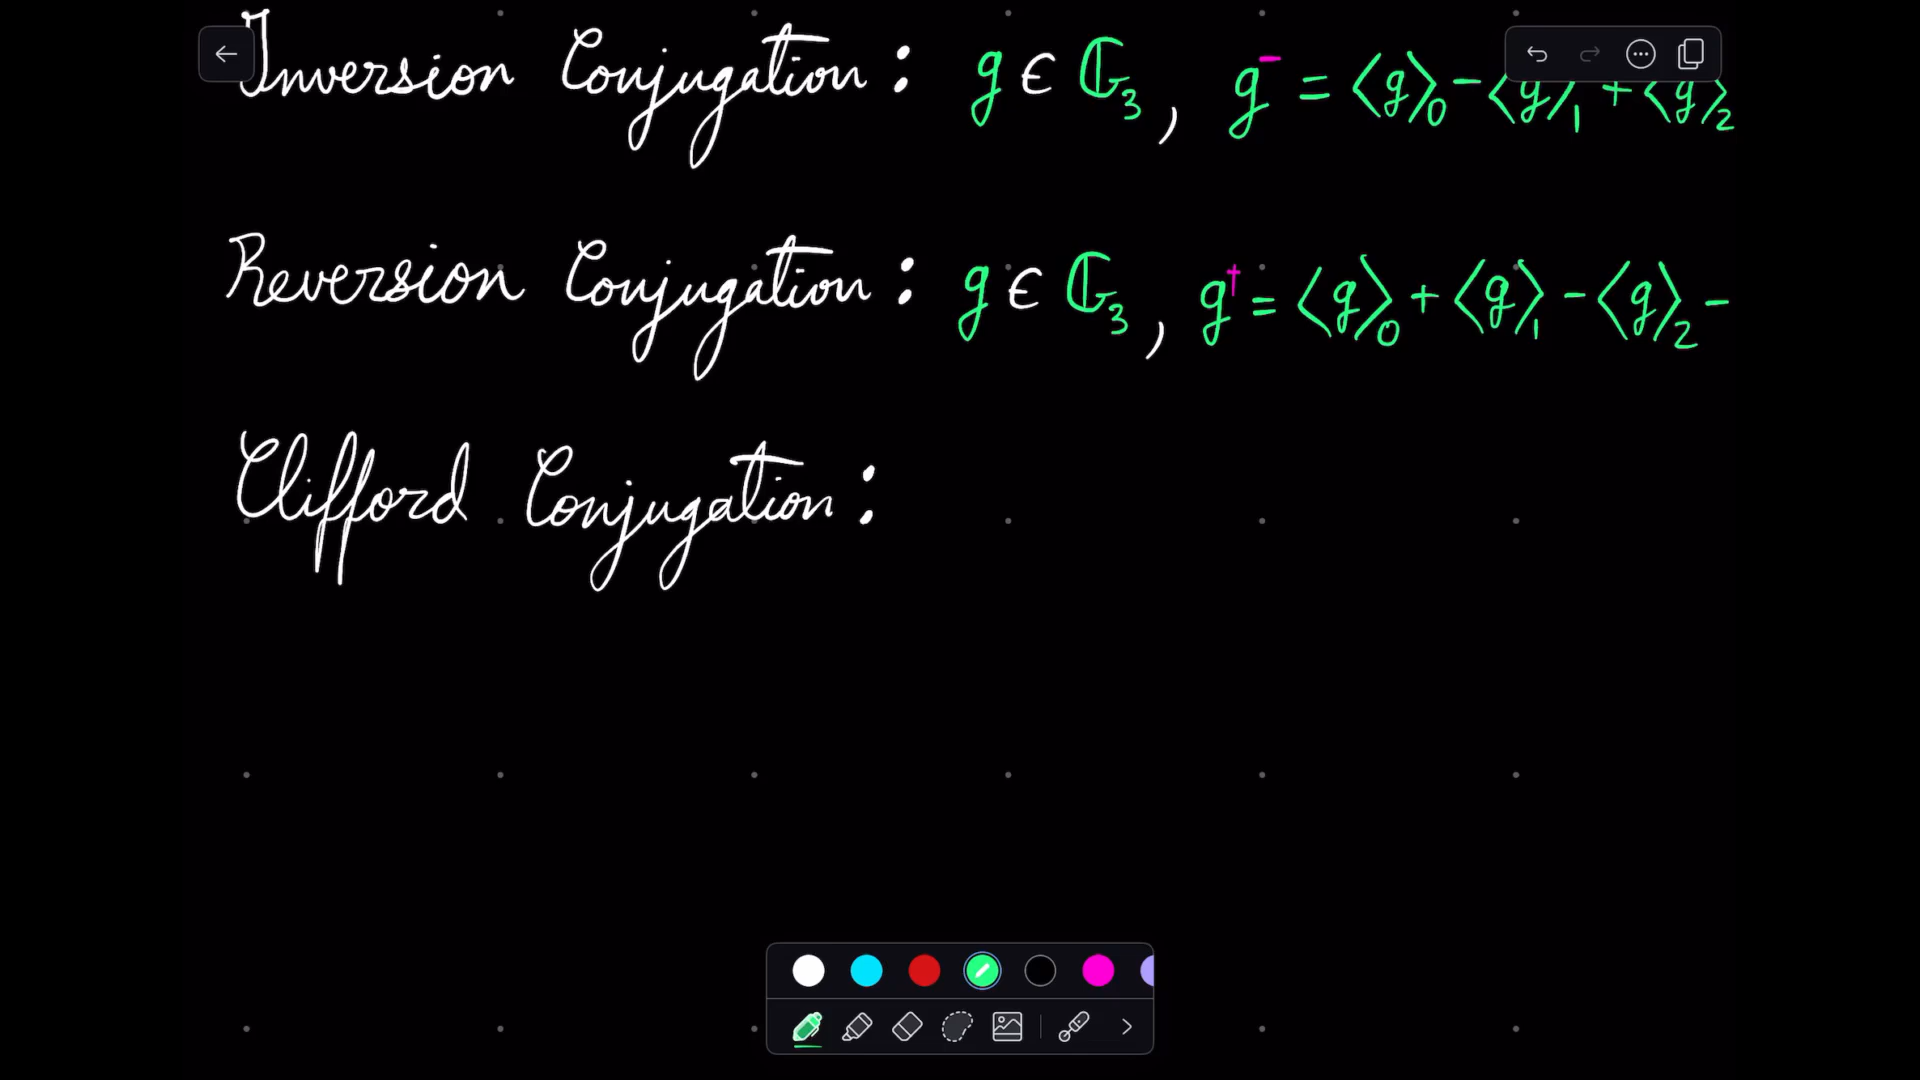 Inversion Conjugation : g ∈ 𝔾₃ , g⁻ = ⟨g⟩₀ - ⟨g⟩₁ + ⟨g⟩₂
Reversion Conjugation : g ∈ 𝔾₃ , g† = ⟨g⟩₀ + ⟨g⟩₁ - ⟨g⟩₂ -
Clifford Conjugation :